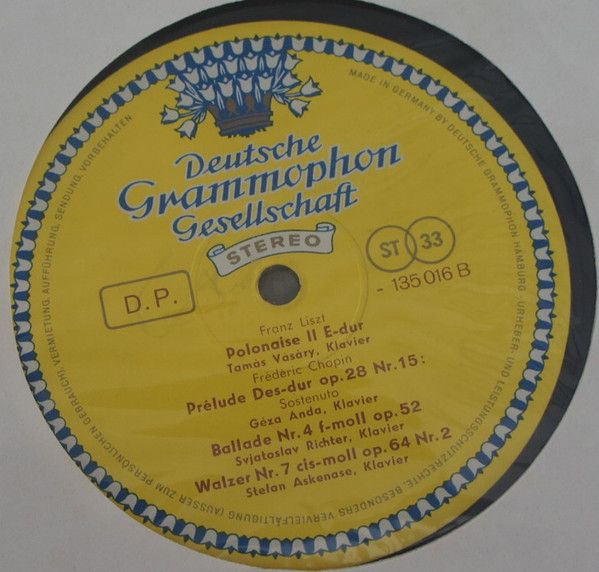 Deutsche
Grammophon
Gesellschaft
STEREO
D.P.
ST 33
- 135 016 B
Franz Liszt
Polonaise II E-dur
Tamás Vásáry, Klavier
Frédéric Chopin
Prélude Des-dur op. 28 Nr. 15:
Sostenuto
Géza Anda, Klavier
Ballade Nr. 4 f-moll op. 52
Svjatoslav Richter, Klavier
Walzer Nr. 7 cis-moll op. 64 Nr. 2
Stefan Askenase, Klavier
MADE IN GERMANY BY DEUTSCHE GRAMMOPHON HAMBURG · URHEBER- UND LEISTUNGSSCHUTZRECHTE, BESONDERS VERVIELFÄLTIGUNG (AUSSER ZUM PERSÖNLICHEN GEBRAUCH), VERMIETUNG, AUFFÜHRUNG, SENDUNG, VORBEHALTEN